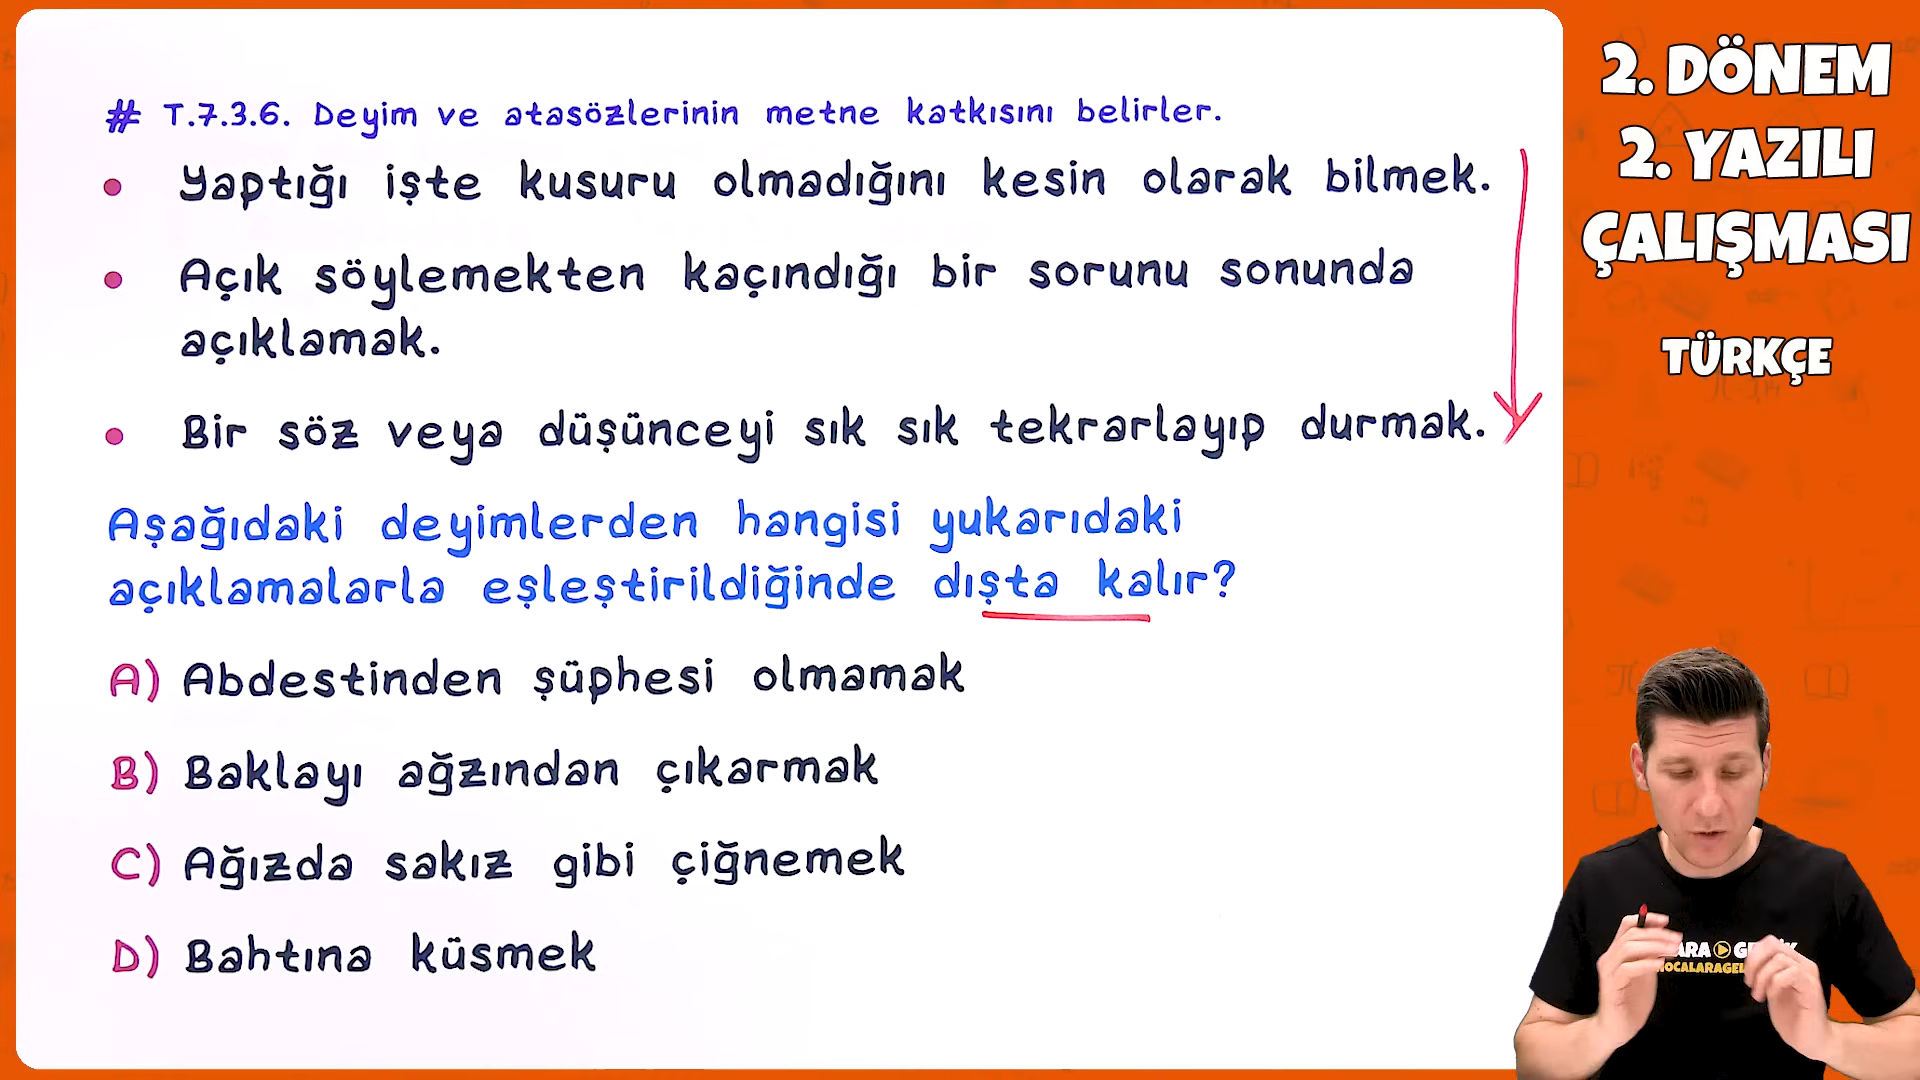 # T.7.3.6. Deyim ve atasözlerinin metne katkısını belirler.
• Yaptığı işte kusuru olmadığını kesin olarak bilmek.
• Açık söylemekten kaçındığı bir sorunu sonunda
açıklamak.
• Bir söz veya düşünceyi sık sık tekrarlayıp durmak.
Aşağıdaki deyimlerden hangisi yukarıdaki
açıklamalarla eşleştirildiğinde dışta kalır?
A) Abdestinden şüphesi olmamak
B) Baklayı ağzından çıkarmak
C) Ağızda sakız gibi çiğnemek
D) Bahtına küsmek
2. DÖNEM
2. YAZILI
ÇALIŞMASI
TÜRKÇE